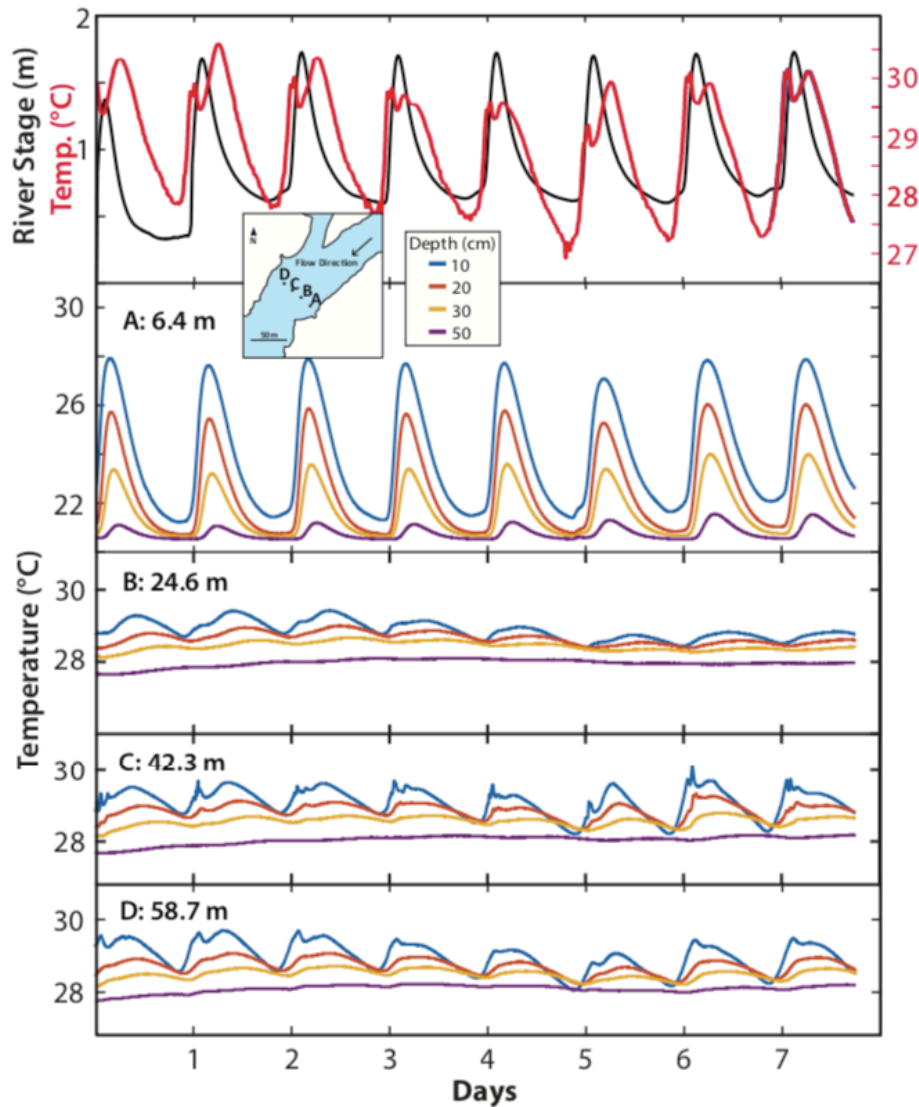 2
1
River Stage (m)
Temp. (°C)
30
29
28
27
N
Flow Direction
D
C
B
A
50 m
Depth (cm)
10
20
30
50
A: 6.4 m
30
26
22
B: 24.6 m
30
28
C: 42.3 m
30
28
D: 58.7 m
30
28
Temperature (°C)
1 2 3 4 5 6 7
Days